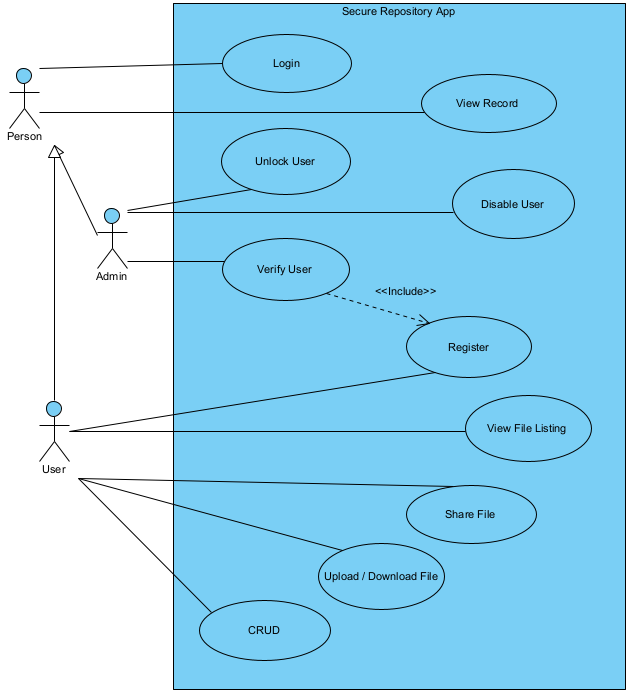 Secure Repository App
Login
Person
View Record
Unlock User
Disable User
Admin
Verify User
<<Include>>
Register
View File Listing
User
Share File
Upload / Download File
CRUD